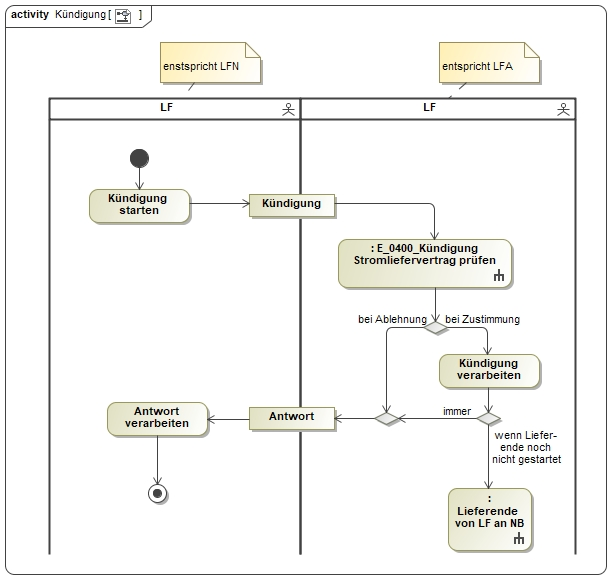 activity Kündigung [ ]
enstspricht LFN
entspricht LFA
LF
LF
Kündigung
starten
Kündigung
: E_0400_Kündigung
Stromliefervertrag prüfen
bei Ablehnung
bei Zustimmung
Kündigung
verarbeiten
Antwort
verarbeiten
Antwort
immer
wenn Liefer-
ende noch
nicht gestartet
:
Lieferende
von LF an NB